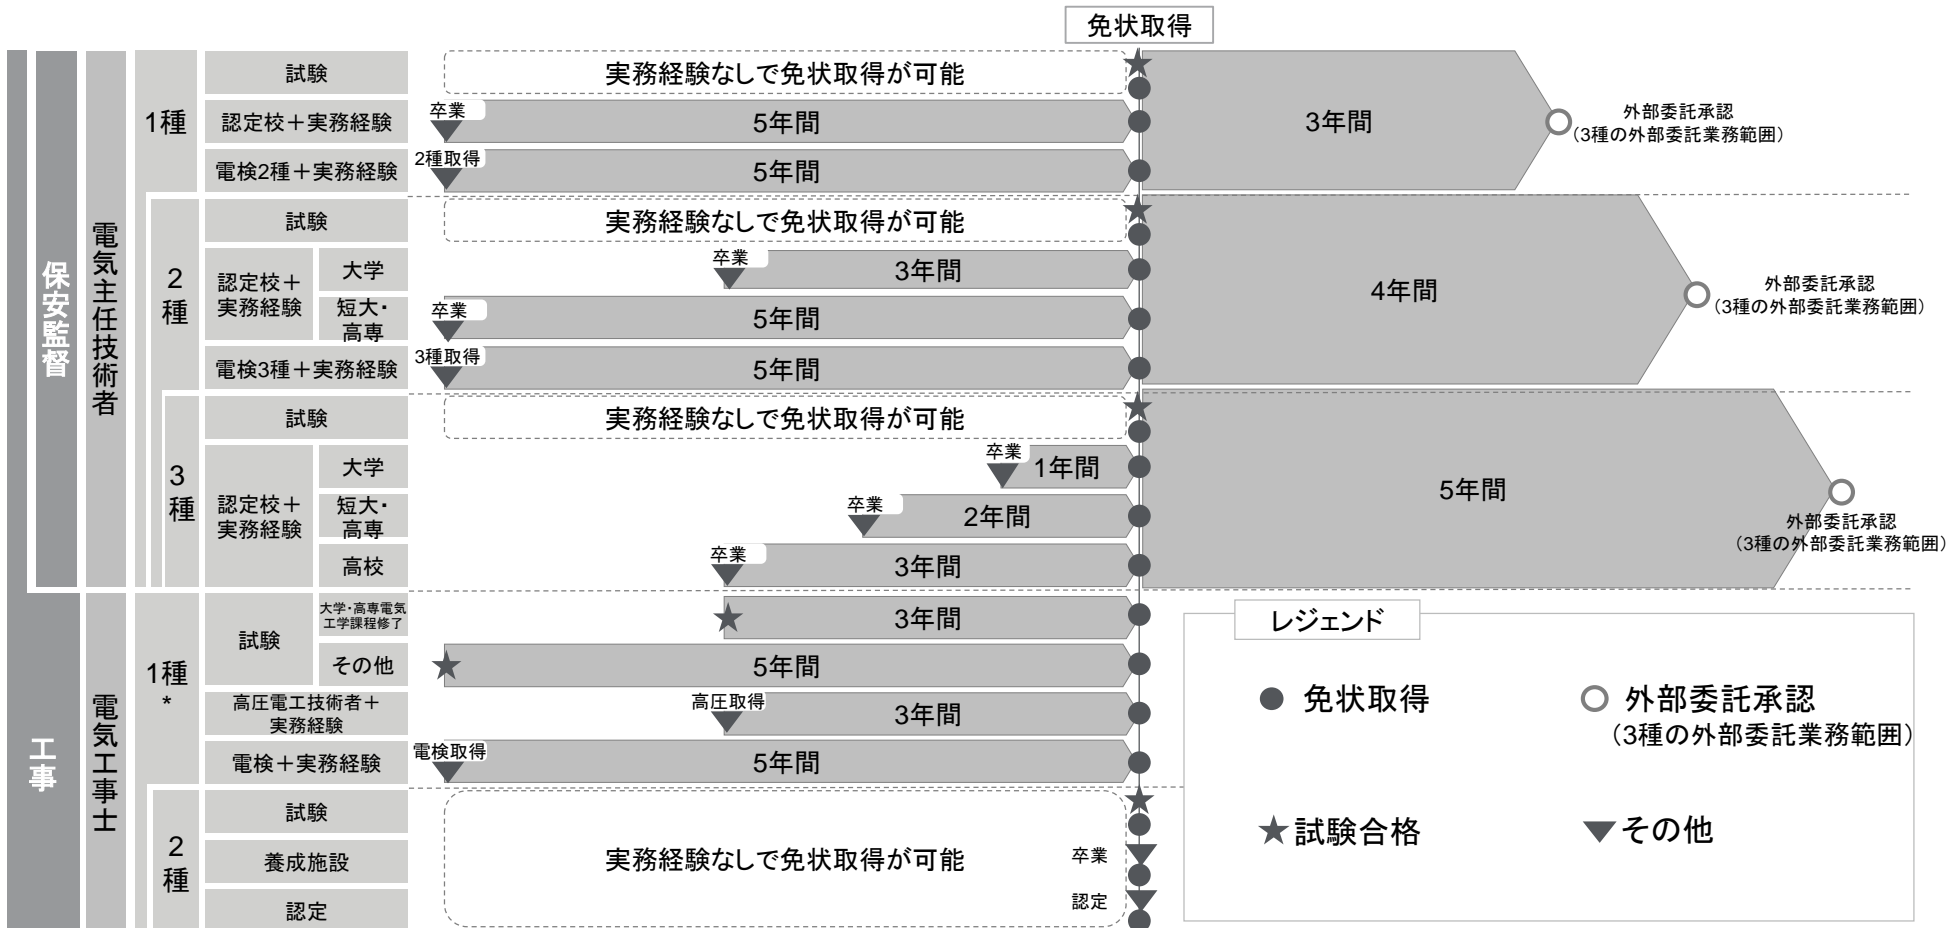 免状取得
保安監督
電気主任技術者
1種
試験
実務経験なしで免状取得が可能
認定校＋実務経験
卒業
5年間
電検2種＋実務経験
2種取得
5年間
3年間
外部委託承認
（3種の外部委託業務範囲）
2
種
試験
実務経験なしで免状取得が可能
認定校＋
実務経験
大学
卒業
3年間
短大・
高専
卒業
5年間
電検3種＋実務経験
3種取得
5年間
4年間
外部委託承認
（3種の外部委託業務範囲）
3
種
試験
実務経験なしで免状取得が可能
認定校＋
実務経験
大学
卒業
1年間
短大・
高専
卒業
2年間
高校
卒業
3年間
5年間
外部委託承認
（3種の外部委託業務範囲）
工事
電気工事士
1種
*
試験
大学・高専電気
工学課程修了
3年間
その他
5年間
高圧電工技術者＋
実務経験
高圧取得
3年間
電検＋実務経験
電検取得
5年間
2
種
試験
養成施設
認定
実務経験なしで免状取得が可能
卒業
認定
レジェンド
免状取得
外部委託承認
（3種の外部委託業務範囲）
試験合格
その他